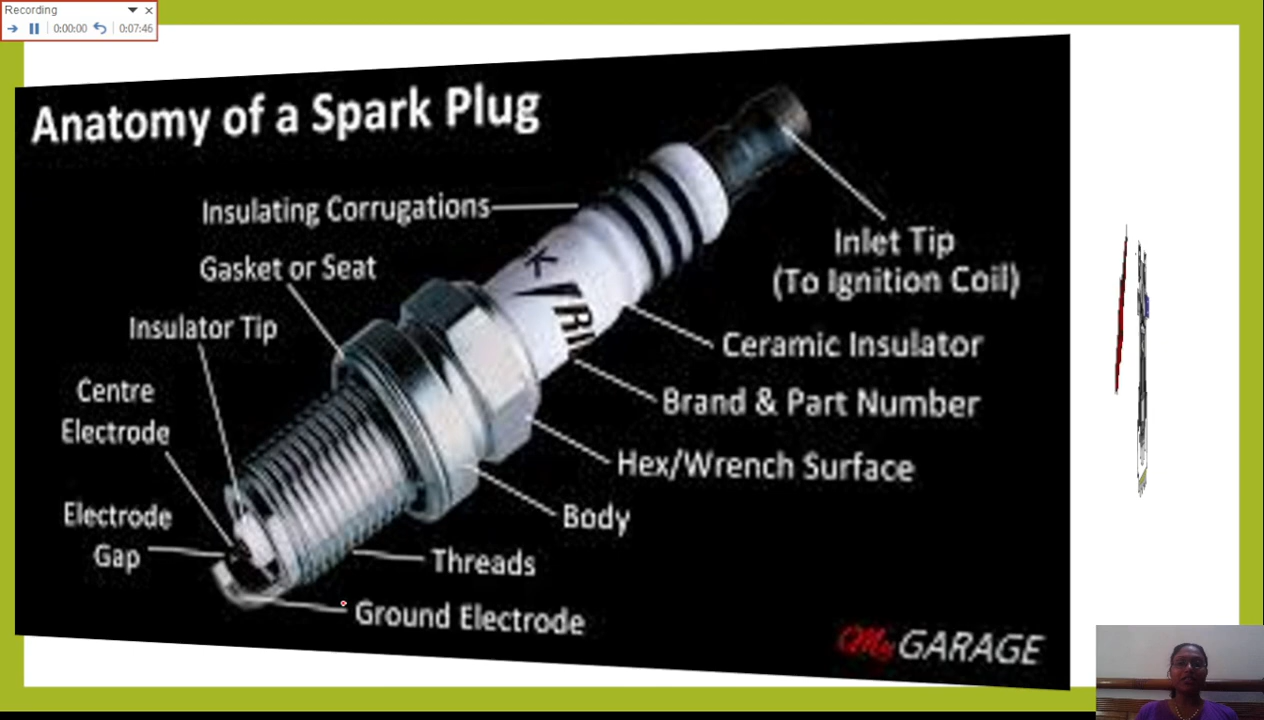 Recording
0:00:00 0:07:46
Anatomy of a Spark Plug
Insulating Corrugations
Gasket or Seat
Insulator Tip
Centre
Electrode
Electrode
Gap
Inlet Tip
(To Ignition Coil)
Ceramic Insulator
Brand & Part Number
Hex/Wrench Surface
Body
Threads
Ground Electrode
OMy GARAGE